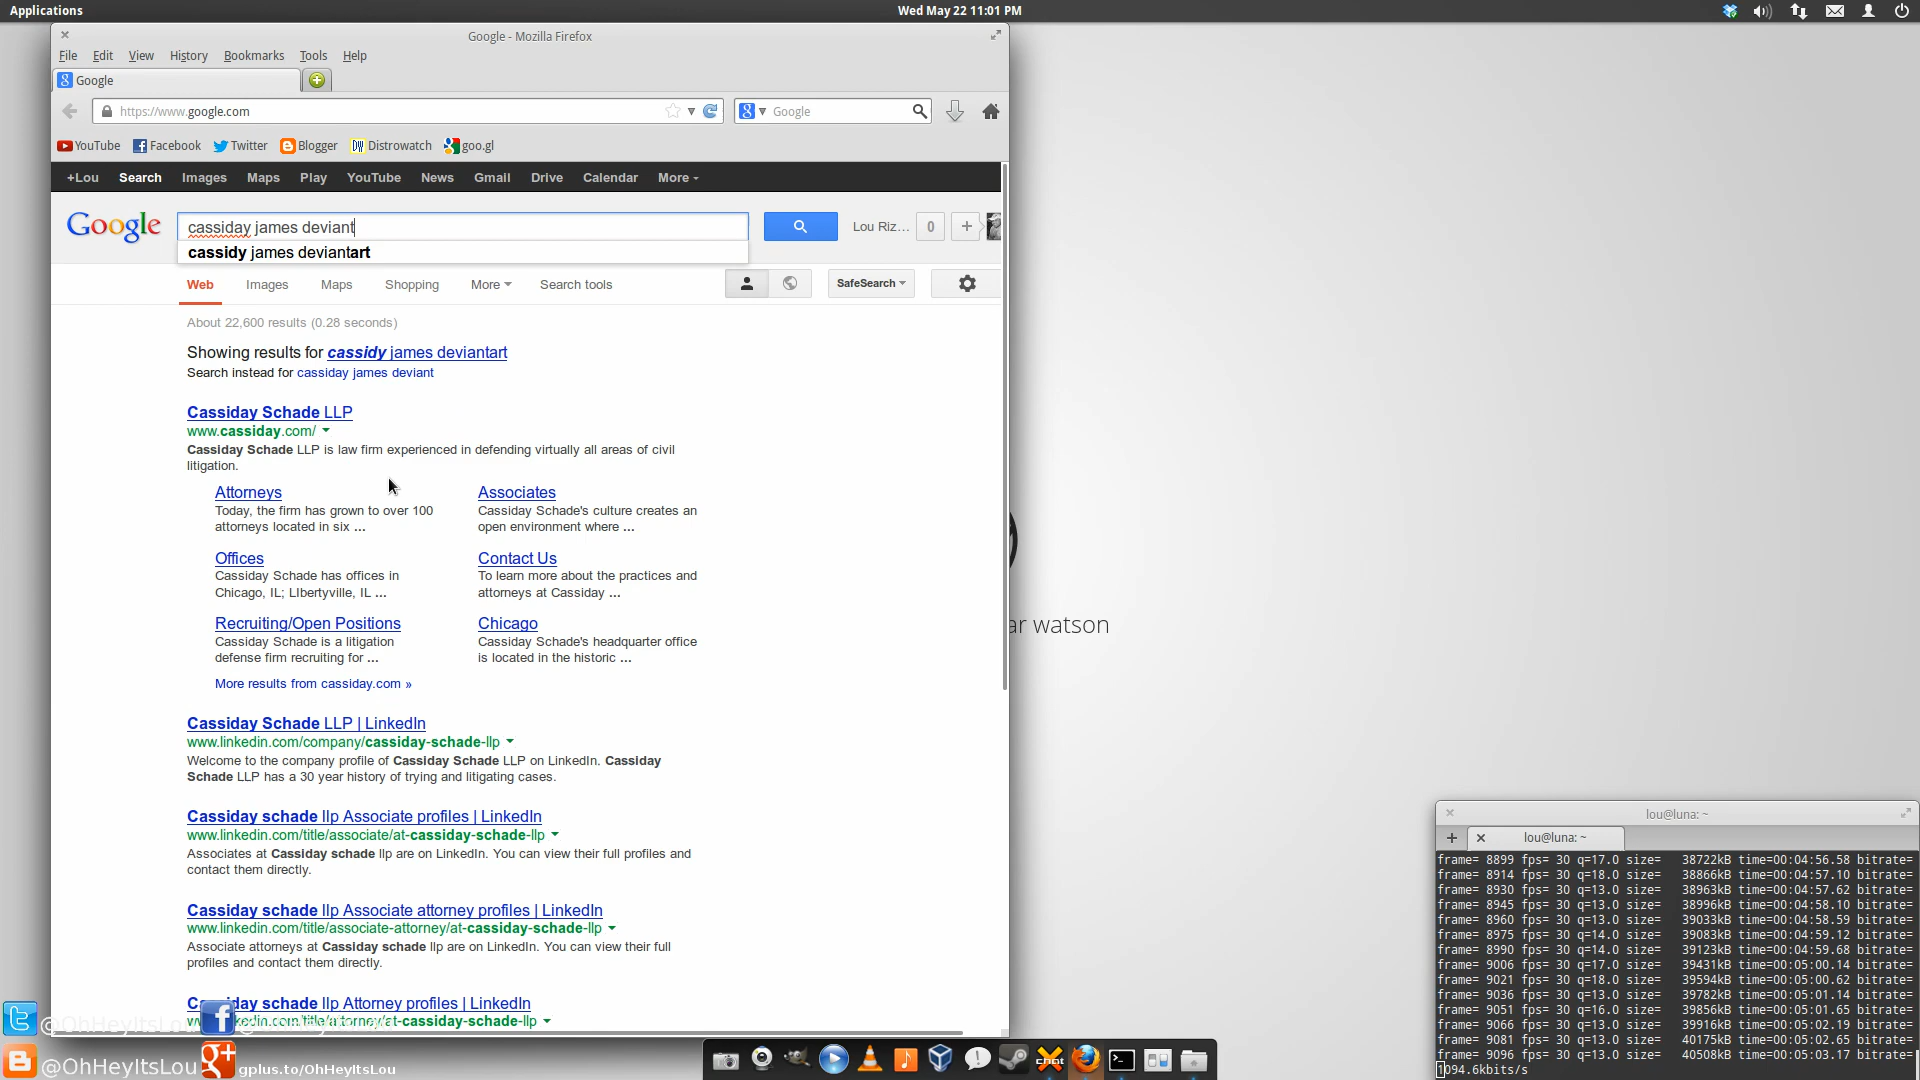 Applications
Wed May 22 11:01 PM
Google - Mozilla Firefox
File Edit View History Bookmarks Tools Help
Google
https://www.google.com
Google
YouTube Facebook Twitter Blogger Distrowatch goo.gl
+Lou Search Images Maps Play YouTube News Gmail Drive Calendar More
Google
cassiday james deviant
Lou Riz...
0
+
cassidy james deviantart
Web Images Maps Shopping More Search tools
SafeSearch
About 22,600 results (0.28 seconds)
Showing results for cassidy james deviantart
Search instead for cassiday james deviant
Cassiday Schade LLP
www.cassiday.com/
Cassiday Schade LLP is law firm experienced in defending virtually all areas of civil
litigation.
Attorneys
Today, the firm has grown to over 100
attorneys located in six ...
Associates
Cassiday Schade's culture creates an
open environment where ...
Offices
Cassiday Schade has offices in
Chicago, IL; LIbertyville, IL ...
Contact Us
To learn more about the practices and
attorneys at Cassiday ...
Recruiting/Open Positions
Cassiday Schade is a litigation
defense firm recruiting for ...
Chicago
Cassiday Schade's headquarter office
is located in the historic ...
More results from cassiday.com »
Cassiday Schade LLP | LinkedIn
www.linkedin.com/company/cassiday-schade-llp
Welcome to the company profile of Cassiday Schade LLP on LinkedIn. Cassiday
Schade LLP has a 30 year history of trying and litigating cases.
Cassiday schade llp Associate profiles | LinkedIn
www.linkedin.com/title/associate/at-cassiday-schade-llp
Associates at Cassiday schade llp are on LinkedIn. You can view their full profiles and
contact them directly.
Cassiday schade llp Associate attorney profiles | LinkedIn
www.linkedin.com/title/associate-attorney/at-cassiday-schade-llp
Associate attorneys at Cassiday schade llp are on LinkedIn. You can view their full
profiles and contact them directly.
Cassiday schade llp Attorney profiles | LinkedIn
linkedin.com/title/attorney/at-cassiday-schade-llp
ar watson
lou@luna: ~
lou@luna: ~
frame= 8899 fps= 30 q=17.0 size= 38722kB time=00:04:56.58 bitrate=
frame= 8914 fps= 30 q=18.0 size= 38866kB time=00:04:57.10 bitrate=
frame= 8930 fps= 30 q=13.0 size= 38963kB time=00:04:57.62 bitrate=
frame= 8945 fps= 30 q=13.0 size= 38996kB time=00:04:58.10 bitrate=
frame= 8960 fps= 30 q=13.0 size= 39033kB time=00:04:58.59 bitrate=
frame= 8975 fps= 30 q=14.0 size= 39083kB time=00:04:59.12 bitrate=
frame= 8990 fps= 30 q=14.0 size= 39123kB time=00:04:59.68 bitrate=
frame= 9006 fps= 30 q=17.0 size= 39431kB time=00:05:00.14 bitrate=
frame= 9021 fps= 30 q=18.0 size= 39594kB time=00:05:00.62 bitrate=
frame= 9036 fps= 30 q=13.0 size= 39782kB time=00:05:01.14 bitrate=
frame= 9051 fps= 30 q=16.0 size= 39856kB time=00:05:01.65 bitrate=
frame= 9066 fps= 30 q=13.0 size= 39916kB time=00:05:02.19 bitrate=
frame= 9081 fps= 30 q=13.0 size= 40175kB time=00:05:02.65 bitrate=
frame= 9096 fps= 30 q=13.0 size= 40508kB time=00:05:03.17 bitrate=
1094.6kbits/s
@OhHeyItsLou
@OhHeyItsLou
gplus.to/OhHeyItsLou